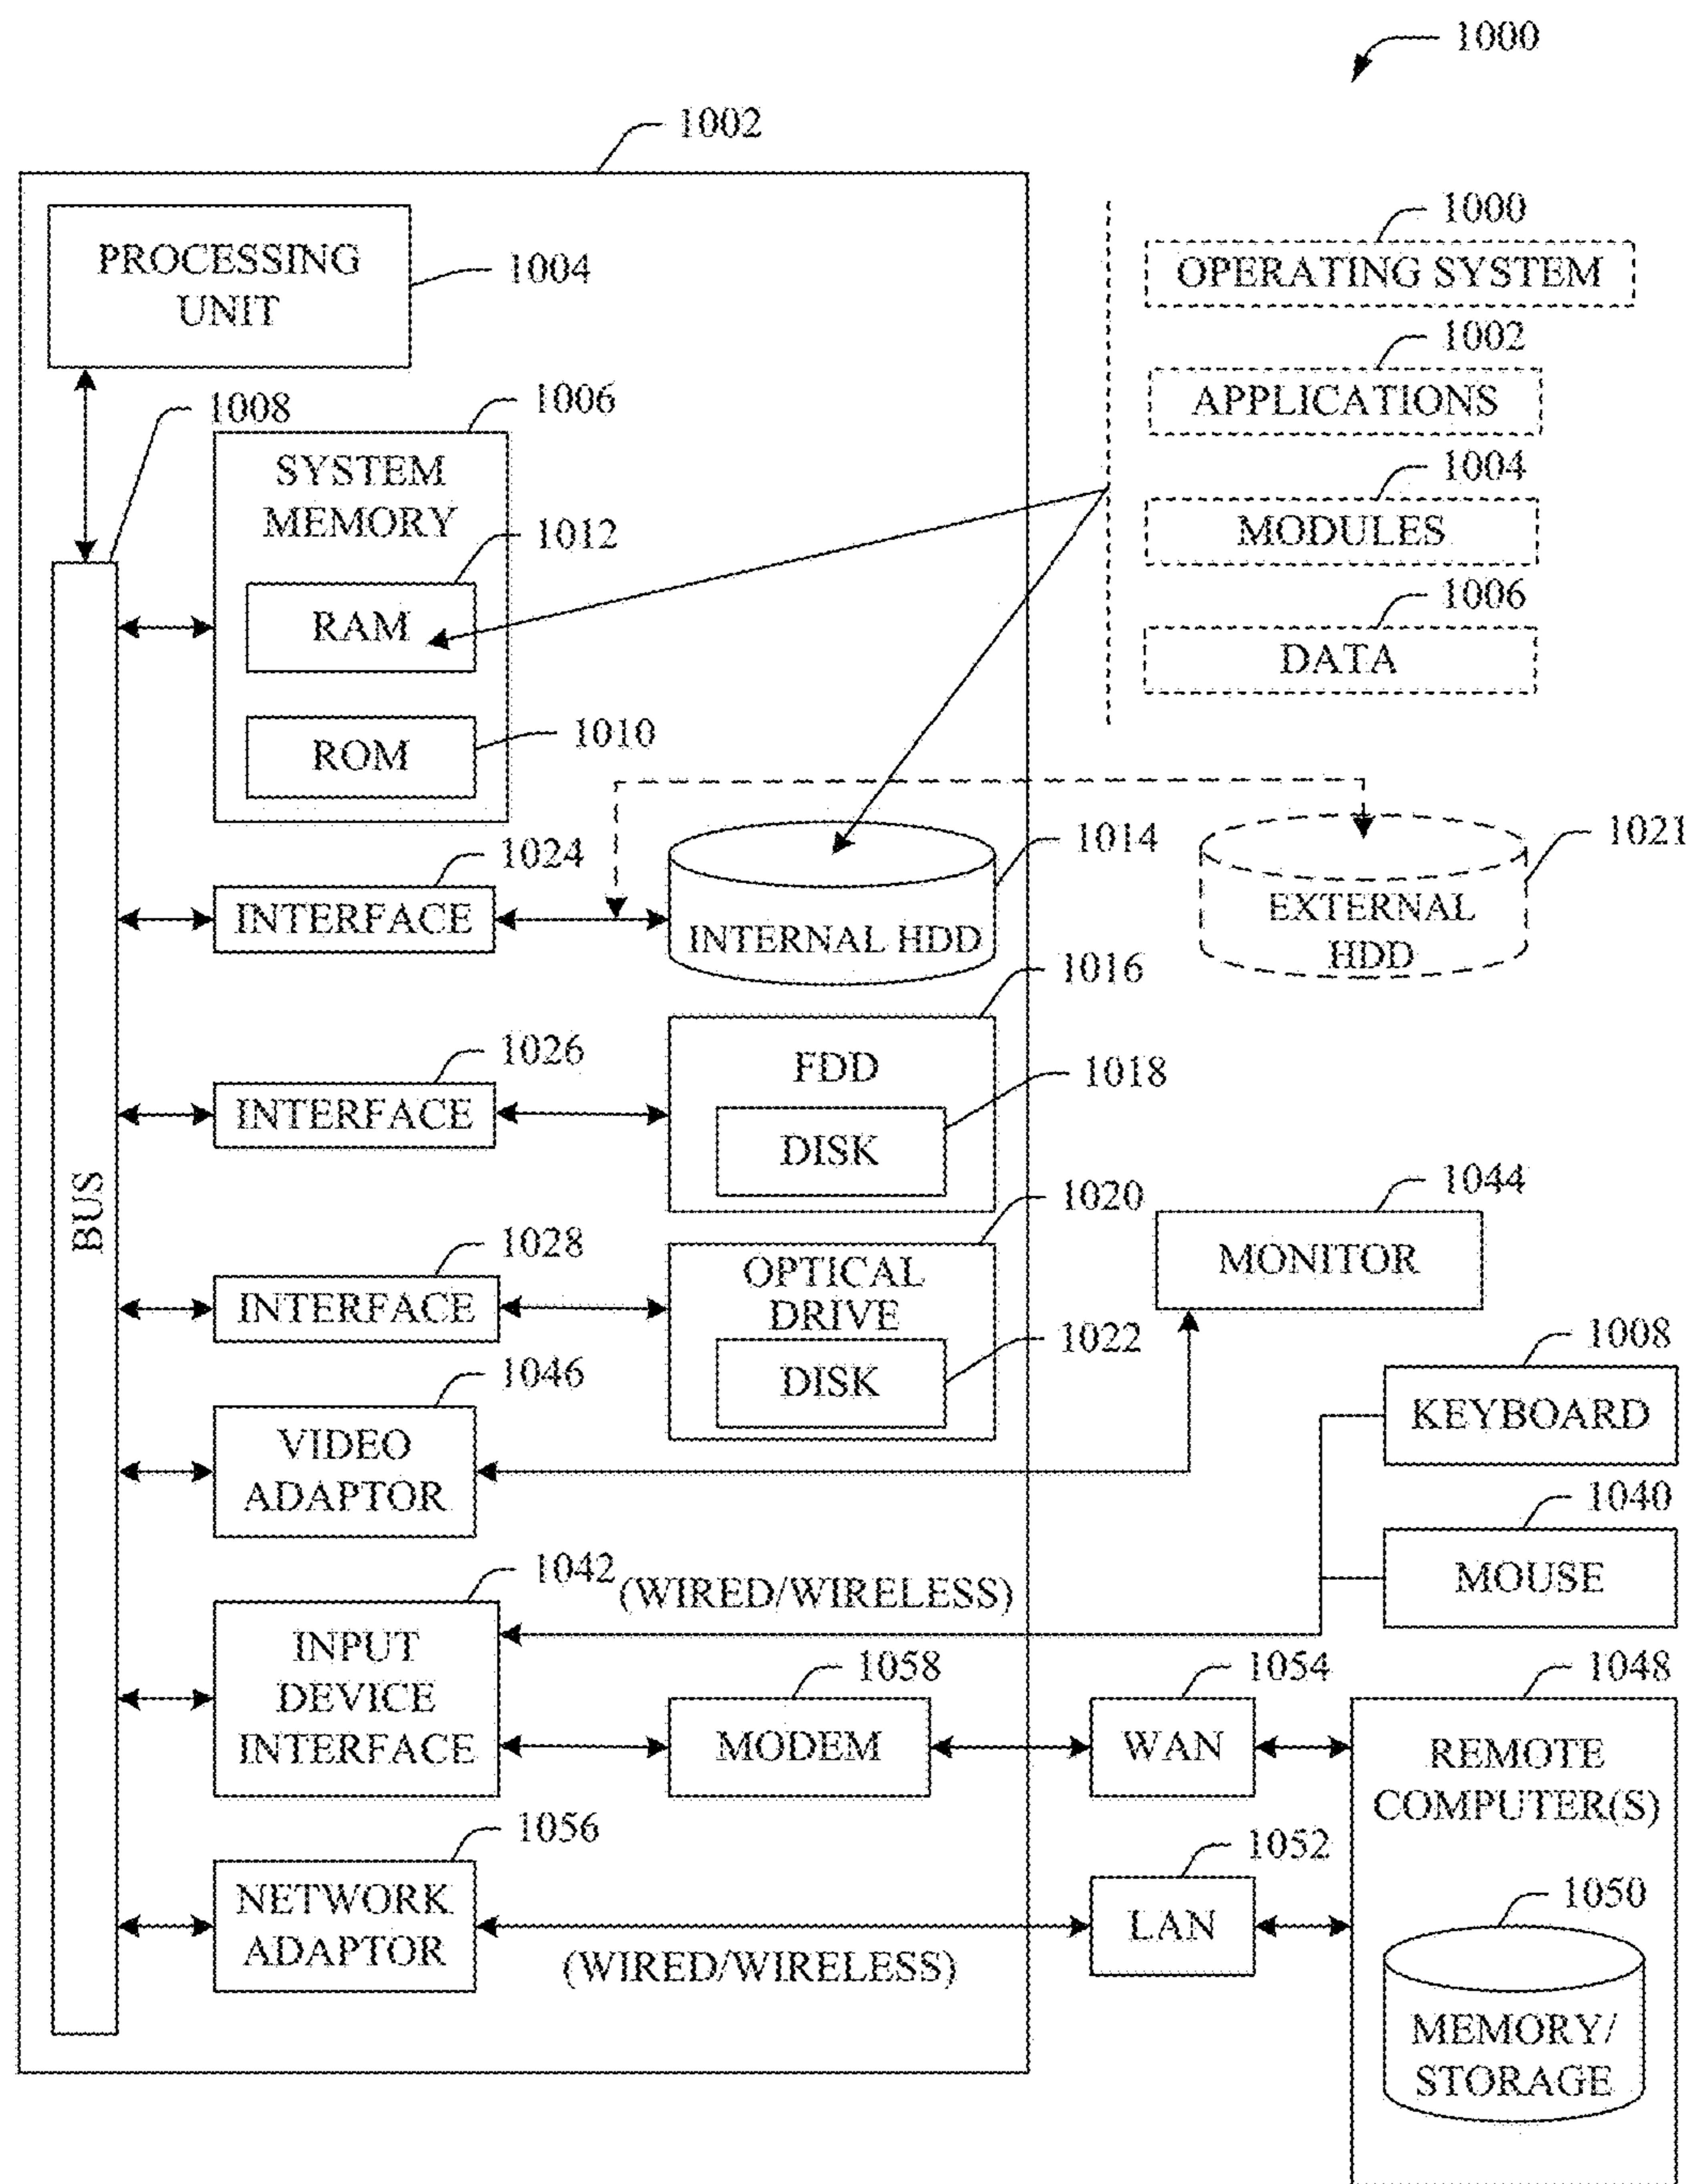 1000
1002
PROCESSING
UNIT
1004
1000
OPERATING SYSTEM
1002
APPLICATIONS
1004
MODULES
1006
DATA
1008
1006
SYSTEM
MEMORY
1012
RAM
1010
ROM
BUS
1024
INTERFACE
1014
INTERNAL HDD
1021
EXTERNAL
HDD
1026
INTERFACE
1016
FDD
1018
DISK
1028
INTERFACE
1020
OPTICAL
DRIVE
1022
DISK
1044
MONITOR
1046
VIDEO
ADAPTOR
1008
KEYBOARD
1040
MOUSE
1042
(WIRED/WIRELESS)
INPUT
DEVICE
INTERFACE
1058
MODEM
1054
WAN
1048
REMOTE
COMPUTER(S)
1056
NETWORK
ADAPTOR
(WIRED/WIRELESS)
1052
LAN
1050
MEMORY/
STORAGE